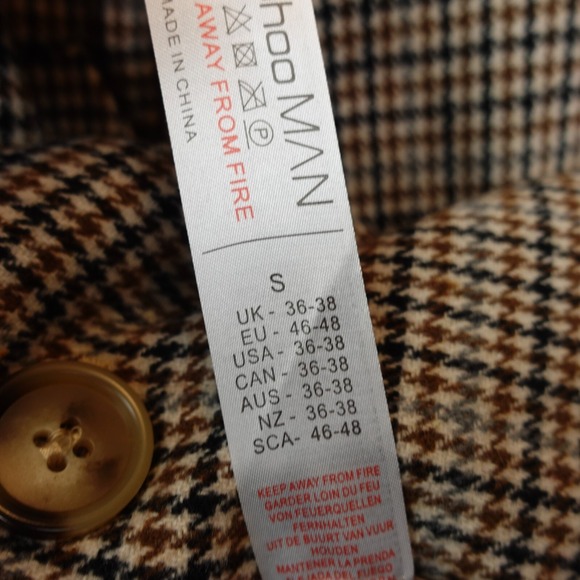 hooMAN
AWAY FROM FIRE
MADE IN CHINA
P
S
UK - 36-38
EU - 46-48
USA - 36-38
CAN - 36-38
AUS - 36-38
NZ - 36-38
SCA- 46-48
KEEP AWAY FROM FIRE
GARDER LOIN DU FEU
VON FEUERQUELLEN
FERNHALTEN
UIT DE BUURT VAN VUUR
HOUDEN
MANTENER LA PRENDA
DEL FUEGO